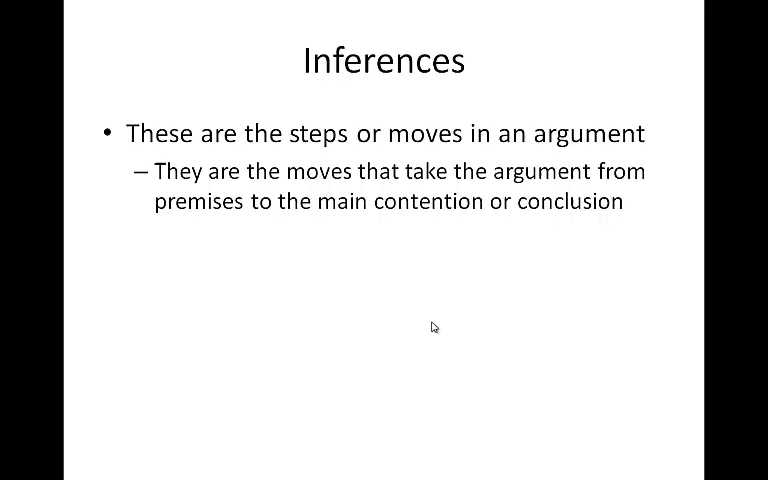 Inferences
• These are the steps or moves in an argument
– They are the moves that take the argument from
premises to the main contention or conclusion